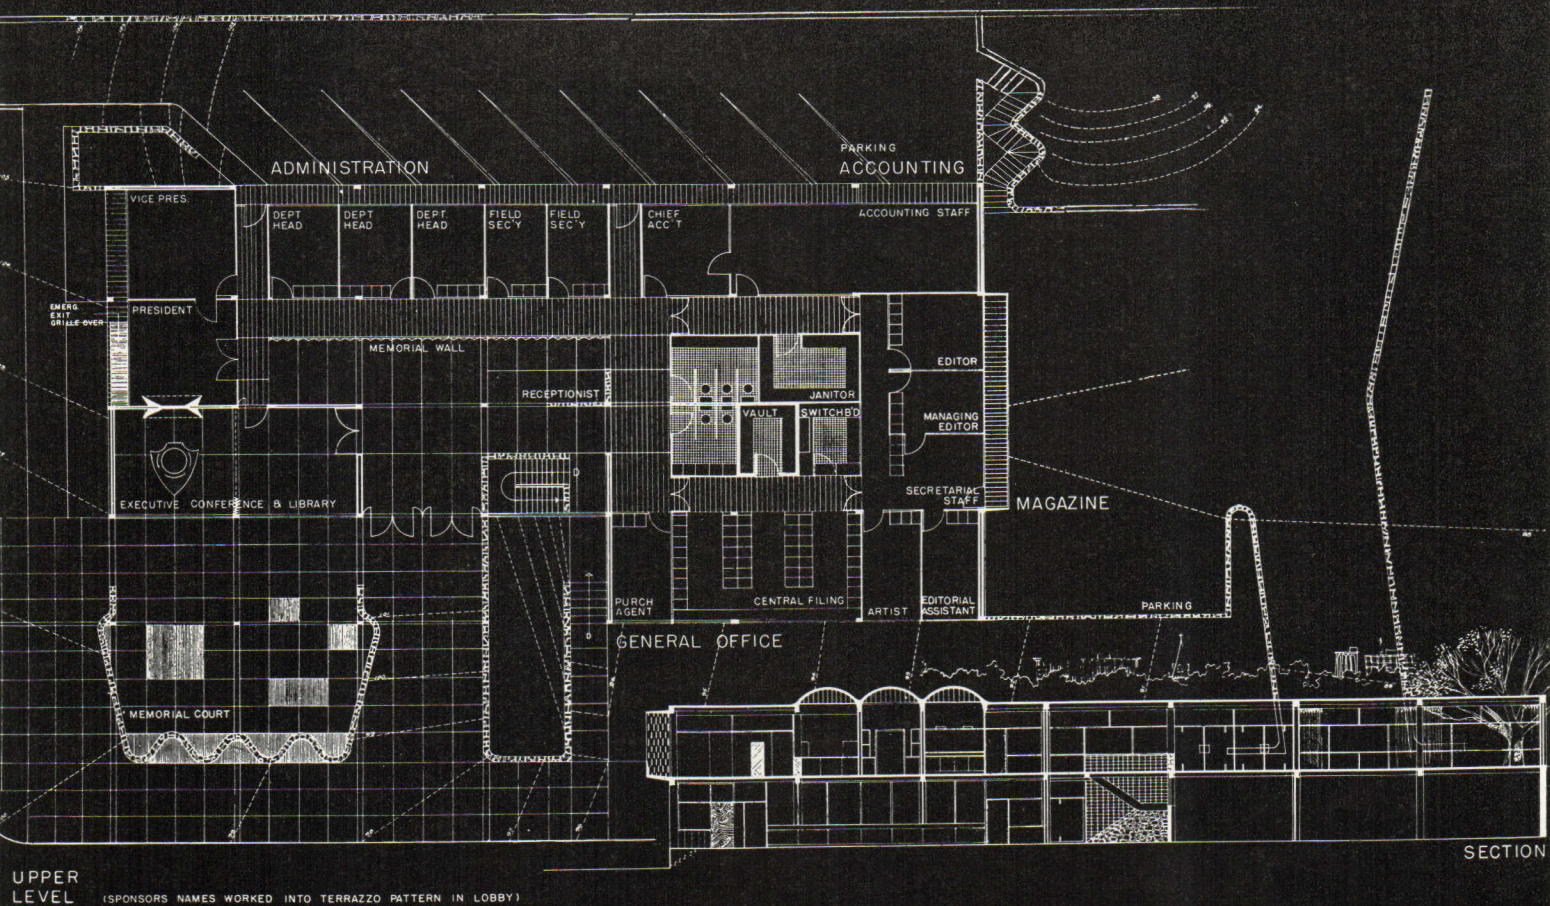 PARKING
ADMINISTRATION
ACCOUNTING
VICE PRES.
DEPT
HEAD
DEPT
HEAD
DEPT
HEAD
FIELD
SEC'Y
FIELD
SEC'Y
CHIEF
ACC'T
ACCOUNTING STAFF
EMERG.
EXIT
GRILLE OVER
PRESIDENT
MEMORIAL WALL
RECEPTIONIST
JANITOR
EDITOR
VAULT
SWITCHB'D
MANAGING
EDITOR
EXECUTIVE CONFERENCE & LIBRARY
SECRETARIAL
STAFF
MAGAZINE
PURCH
AGENT
CENTRAL FILING
ARTIST
EDITORIAL
ASSISTANT
PARKING
GENERAL OFFICE
MEMORIAL COURT
SECTION
UPPER
LEVEL
(SPONSORS NAMES WORKED INTO TERRAZZO PATTERN IN LOBBY)